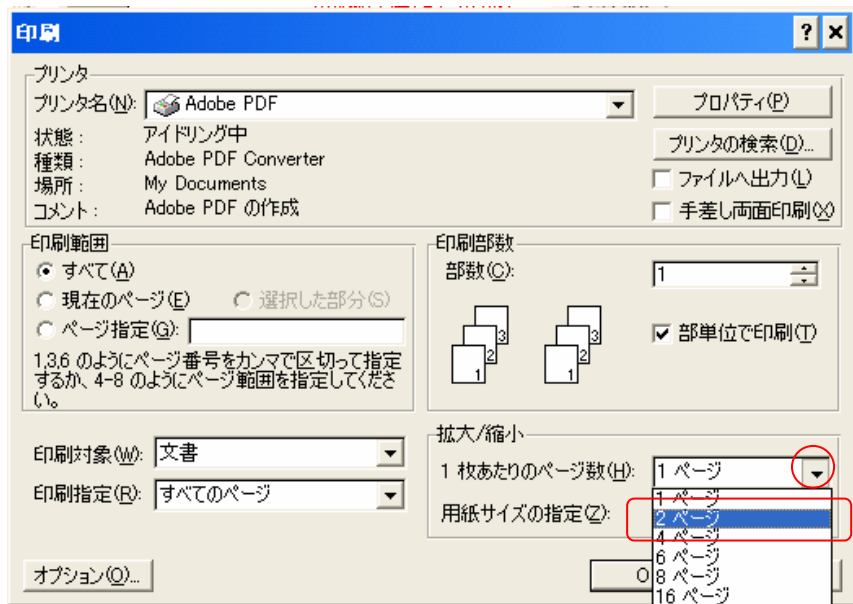 印刷
プリンタ
プリンタ名(N): Adobe PDF
プロパティ(P)
状態: アイドリング中
プリンタの検索(D)...
種類: Adobe PDF Converter
場所: My Documents
ファイルへ出力(L)
コメント: Adobe PDF の作成
手差し両面印刷(X)
印刷範囲
すべて(A)
現在のページ(E) 選択した部分(S)
ページ指定(G):
1,3,6 のようにページ番号をカンマで区切って指定
するか、4-8 のようにページ範囲を指定してくださ
い。
印刷部数
部数(C): 1
部単位で印刷(T)
1 2 3
1 2 3
印刷対象(W): 文書
印刷指定(R): すべてのページ
拡大/縮小
1 枚あたりのページ数(H): 1 ページ
1 ページ
2 ページ
用紙サイズの指定(Z):
4 ページ
6 ページ
8 ページ
16 ページ
オプション(O)...